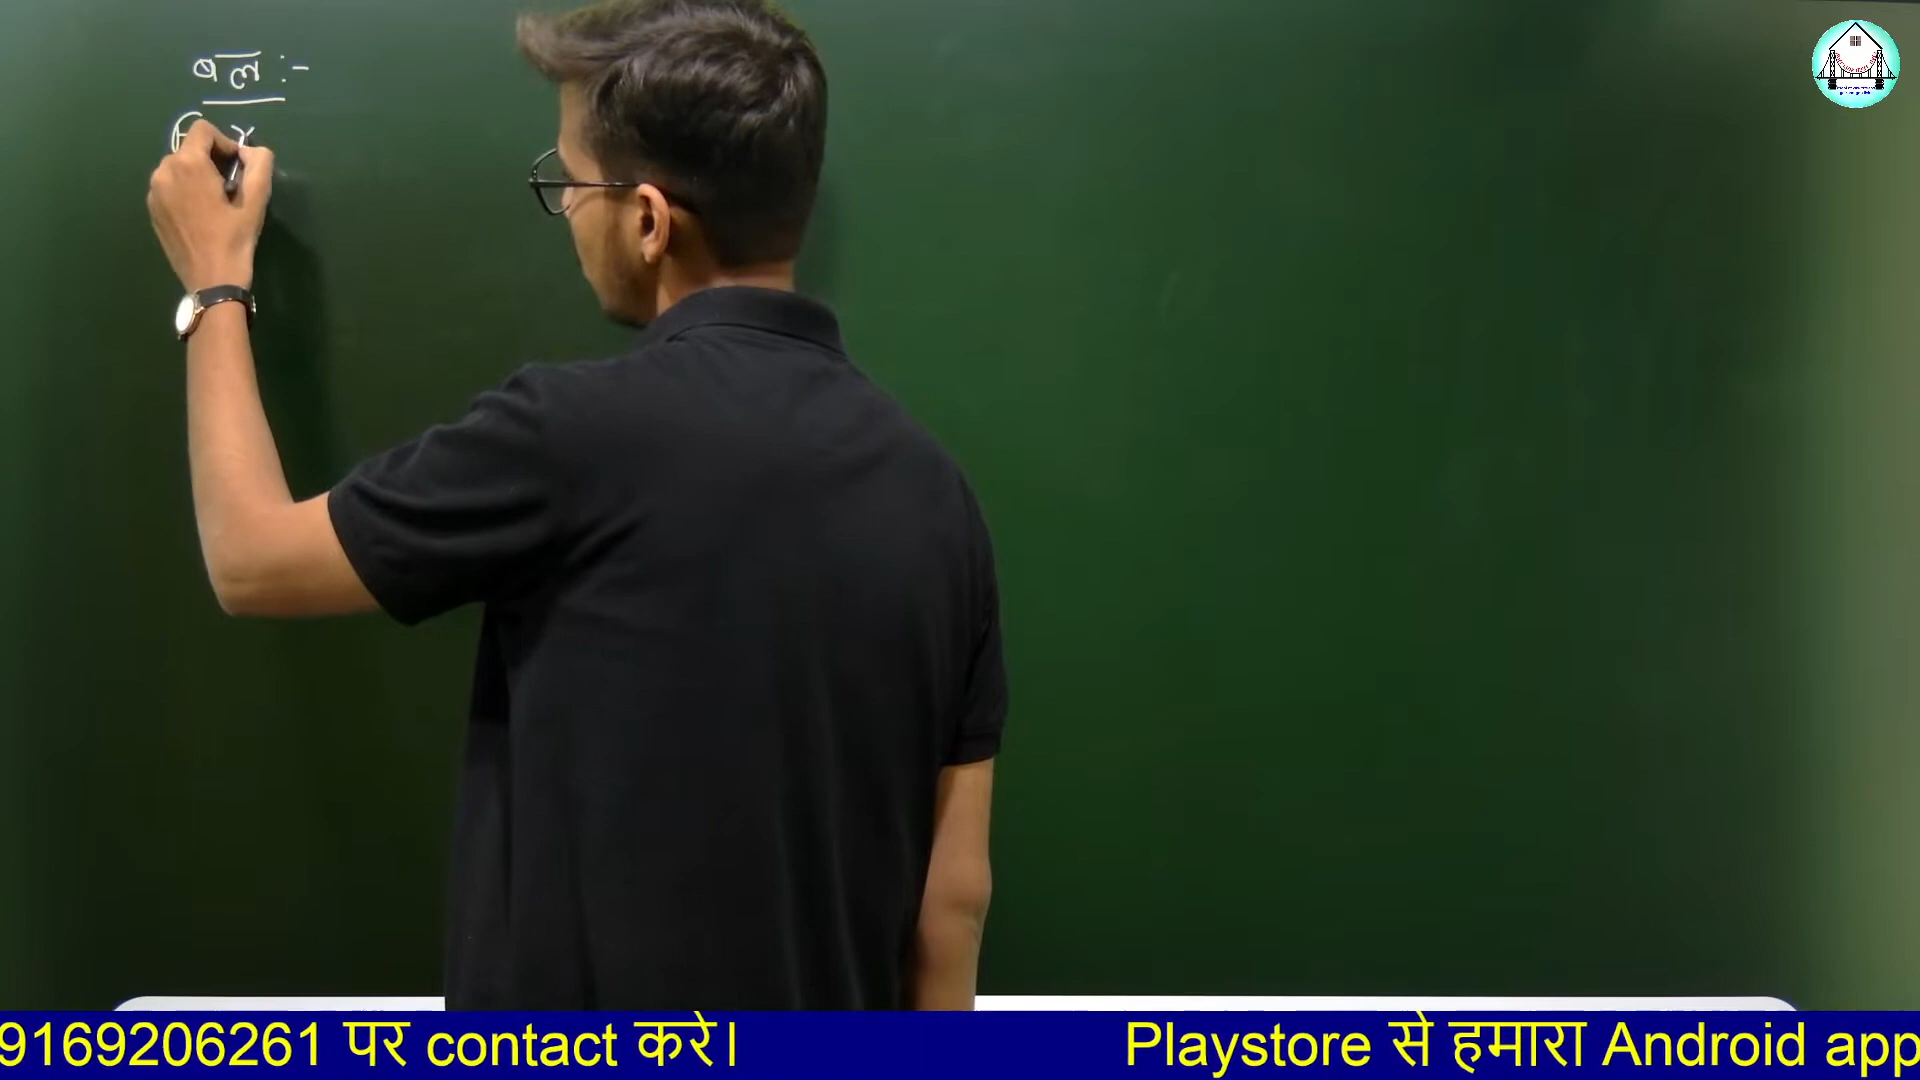 बल :-
9169206261 पर contact करे। Playstore से हमारा Android app